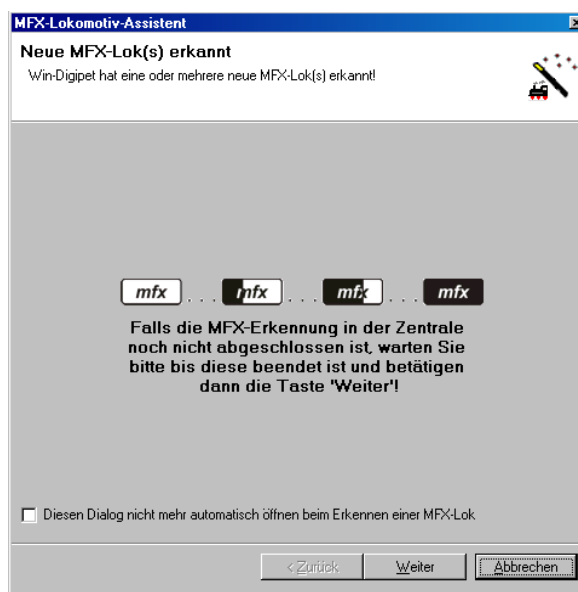 MFX-Lokomotiv-Assistent
Neue MFX-Lok(s) erkannt
Win-Digipet hat eine oder mehrere neue MFX-Lok(s) erkannt!
mfx . . . mfx . . . mfx . . . mfx
Falls die MFX-Erkennung in der Zentrale
noch nicht abgeschlossen ist, warten Sie
bitte bis diese beendet ist und betätigen
dann die Taste 'Weiter'!
Diesen Dialog nicht mehr automatisch öffnen beim Erkennen einer MFX-Lok
< Zurück Weiter Abbrechen